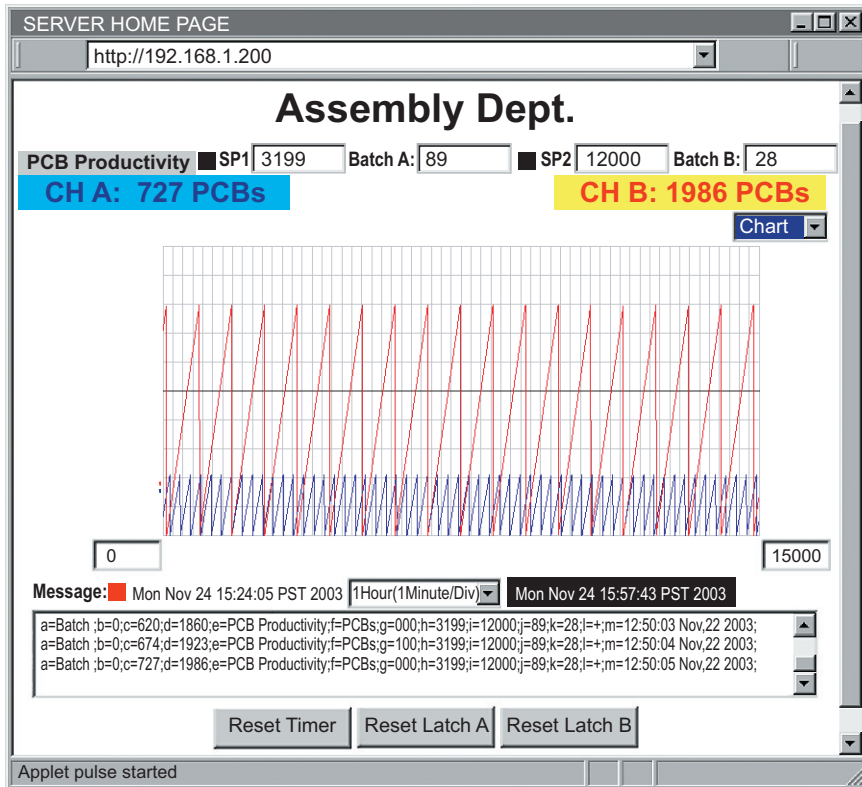 SERVER HOME PAGE
http://192.168.1.200
Assembly Dept.
PCB Productivity SP1 3199 Batch A: 89 SP2 12000 Batch B: 28
CH A: 727 PCBs CH B: 1986 PCBs
Chart
0 15000
Message: Mon Nov 24 15:24:05 PST 2003 1Hour(1Minute/Div) Mon Nov 24 15:57:43 PST 2003
a=Batch ;b=0;c=620;d=1860;e=PCB Productivity;f=PCBs;g=000;h=3199;i=12000;j=89;k=28;l=+;m=12:50:03 Nov,22 2003;
a=Batch ;b=0;c=674;d=1923;e=PCB Productivity;f=PCBs;g=100;h=3199;i=12000;j=89;k=28;l=+;m=12:50:04 Nov,22 2003;
a=Batch ;b=0;c=727;d=1986;e=PCB Productivity;f=PCBs;g=000;h=3199;i=12000;j=89;k=28;l=+;m=12:50:05 Nov,22 2003;
Reset Timer Reset Latch A Reset Latch B
Applet pulse started